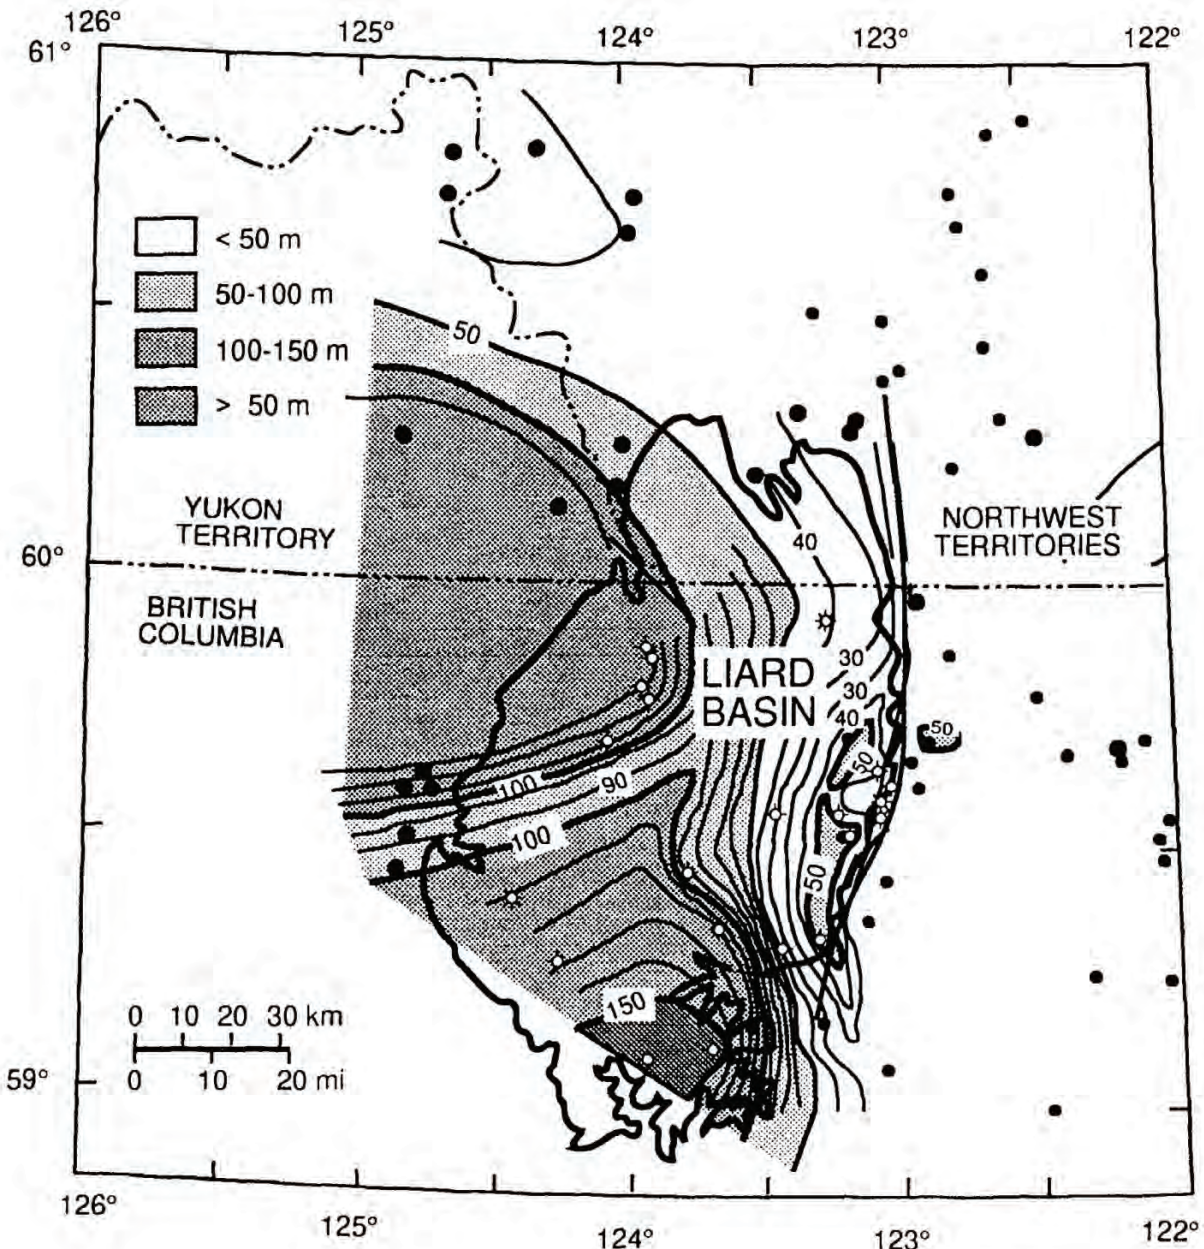 126° 125° 124° 123° 122°
61°
< 50 m
50-100 m
100-150 m
> 50 m
50
YUKON
TERRITORY
40
NORTHWEST
TERRITORIES
60°
BRITISH
COLUMBIA
30
LIARD
BASIN
30
40
50
50
100
90
100
50
150
0 10 20 30 km
0 10 20 mi
59°
126° 125° 124° 123° 122°